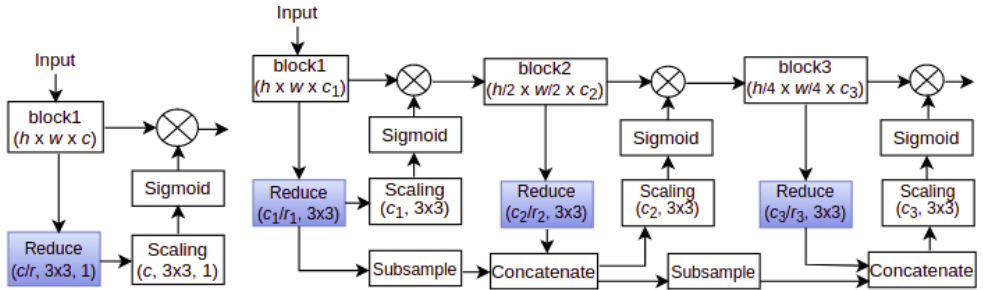 Input
block1
(h x w x c)
Sigmoid
Reduce
(c/r, 3x3, 1)
Scaling
(c, 3x3, 1)
Input
block1
(h x w x c₁)
block2
(h/2 x w/2 x c₂)
block3
(h/4 x w/4 x c₃)
Sigmoid
Sigmoid
Sigmoid
Reduce
(c₁/r₁, 3x3)
Scaling
(c₁, 3x3)
Reduce
(c₂/r₂, 3x3)
Scaling
(c₂, 3x3)
Reduce
(c₃/r₃, 3x3)
Scaling
(c₃, 3x3)
Subsample
Concatenate
Subsample
Concatenate